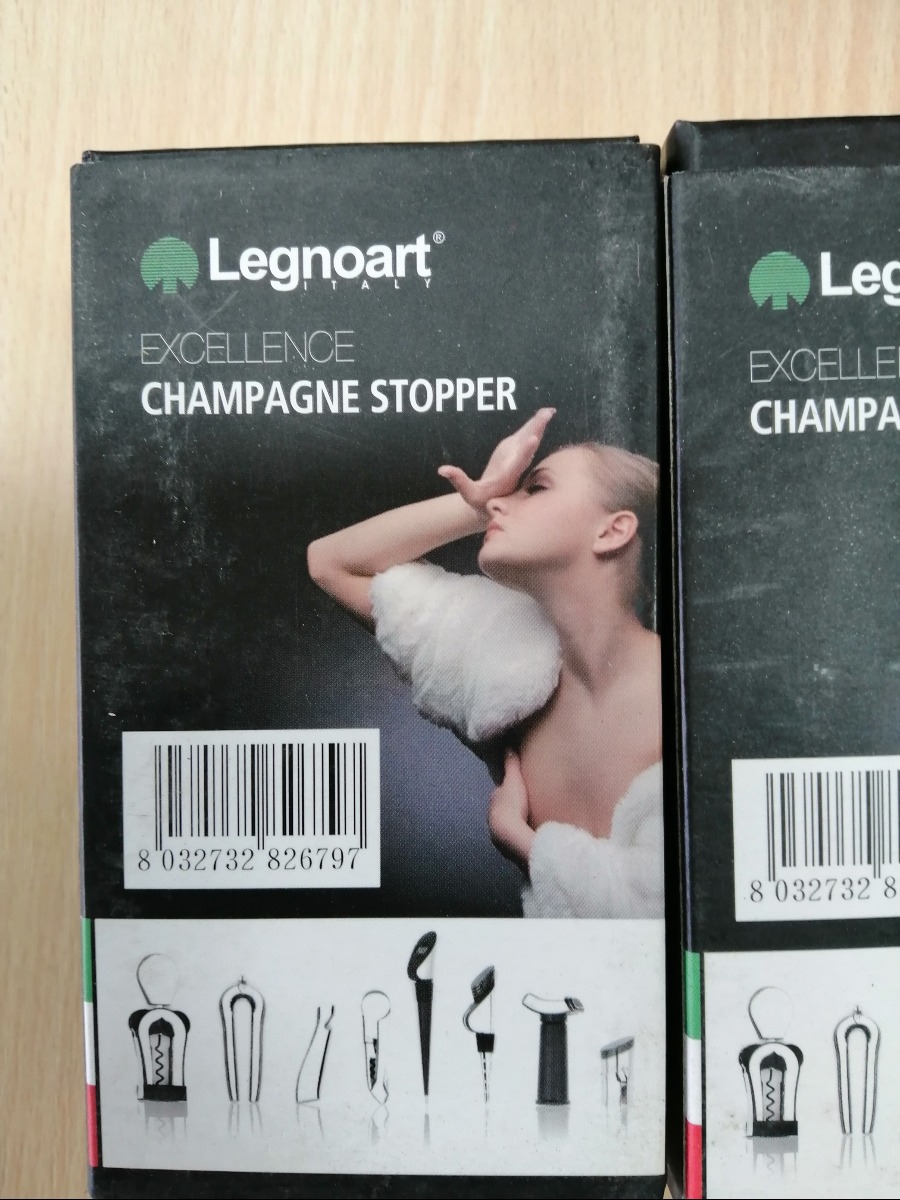 Legnoart®
ITALY
EXCELLENCE
CHAMPAGNE STOPPER
8 032732 826797
Leg
EXCELLE
CHAMPA
8 032732 8